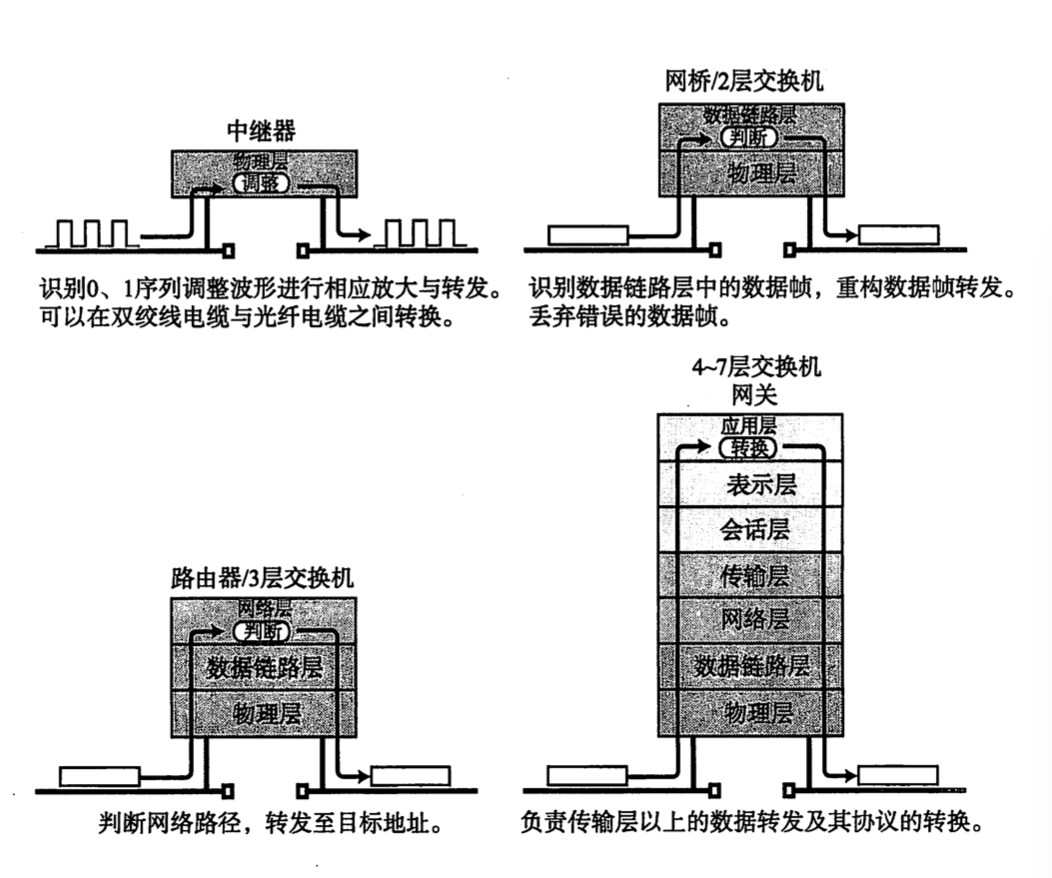 中继器
物理层
调整
识别0、1序列调整波形进行相应放大与转发。
可以在双绞线电缆与光纤电缆之间转换。
网桥/2层交换机
数据链路层
判断
物理层
识别数据链路层中的数据帧，重构数据帧转发。
丢弃错误的数据帧。
路由器/3层交换机
网络层
判断
数据链路层
物理层
判断网络路径，转发至目标地址。
4~7层交换机
网关
应用层
转换
表示层
会话层
传输层
网络层
数据链路层
物理层
负责传输层以上的数据转发及其协议的转换。